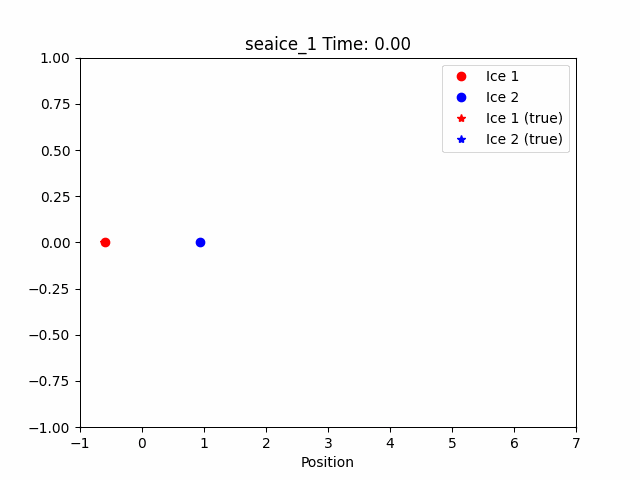 seaice_1 Time: 0.00
Ice 1
Ice 2
Ice 1 (true)
Ice 2 (true)
1.00
0.75
0.50
0.25
0.00
−0.25
−0.50
−0.75
−1.00
−1 0 1 2 3 4 5 6 7
Position